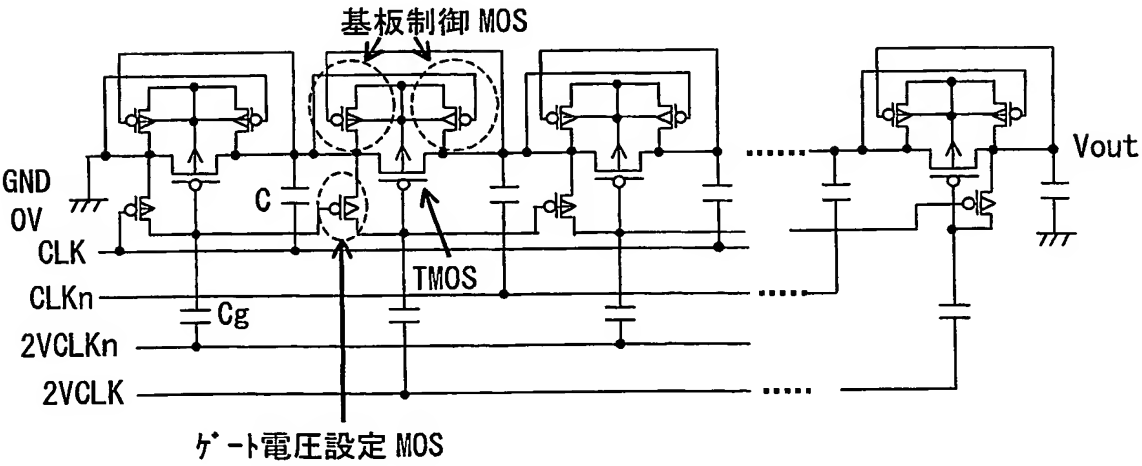 基板制御 MOS
Vout
GND
0V
C
CLK
TMOS
CLKn
Cg
2VCLKn
2VCLK
ｹﾞｰﾄ電圧設定 MOS